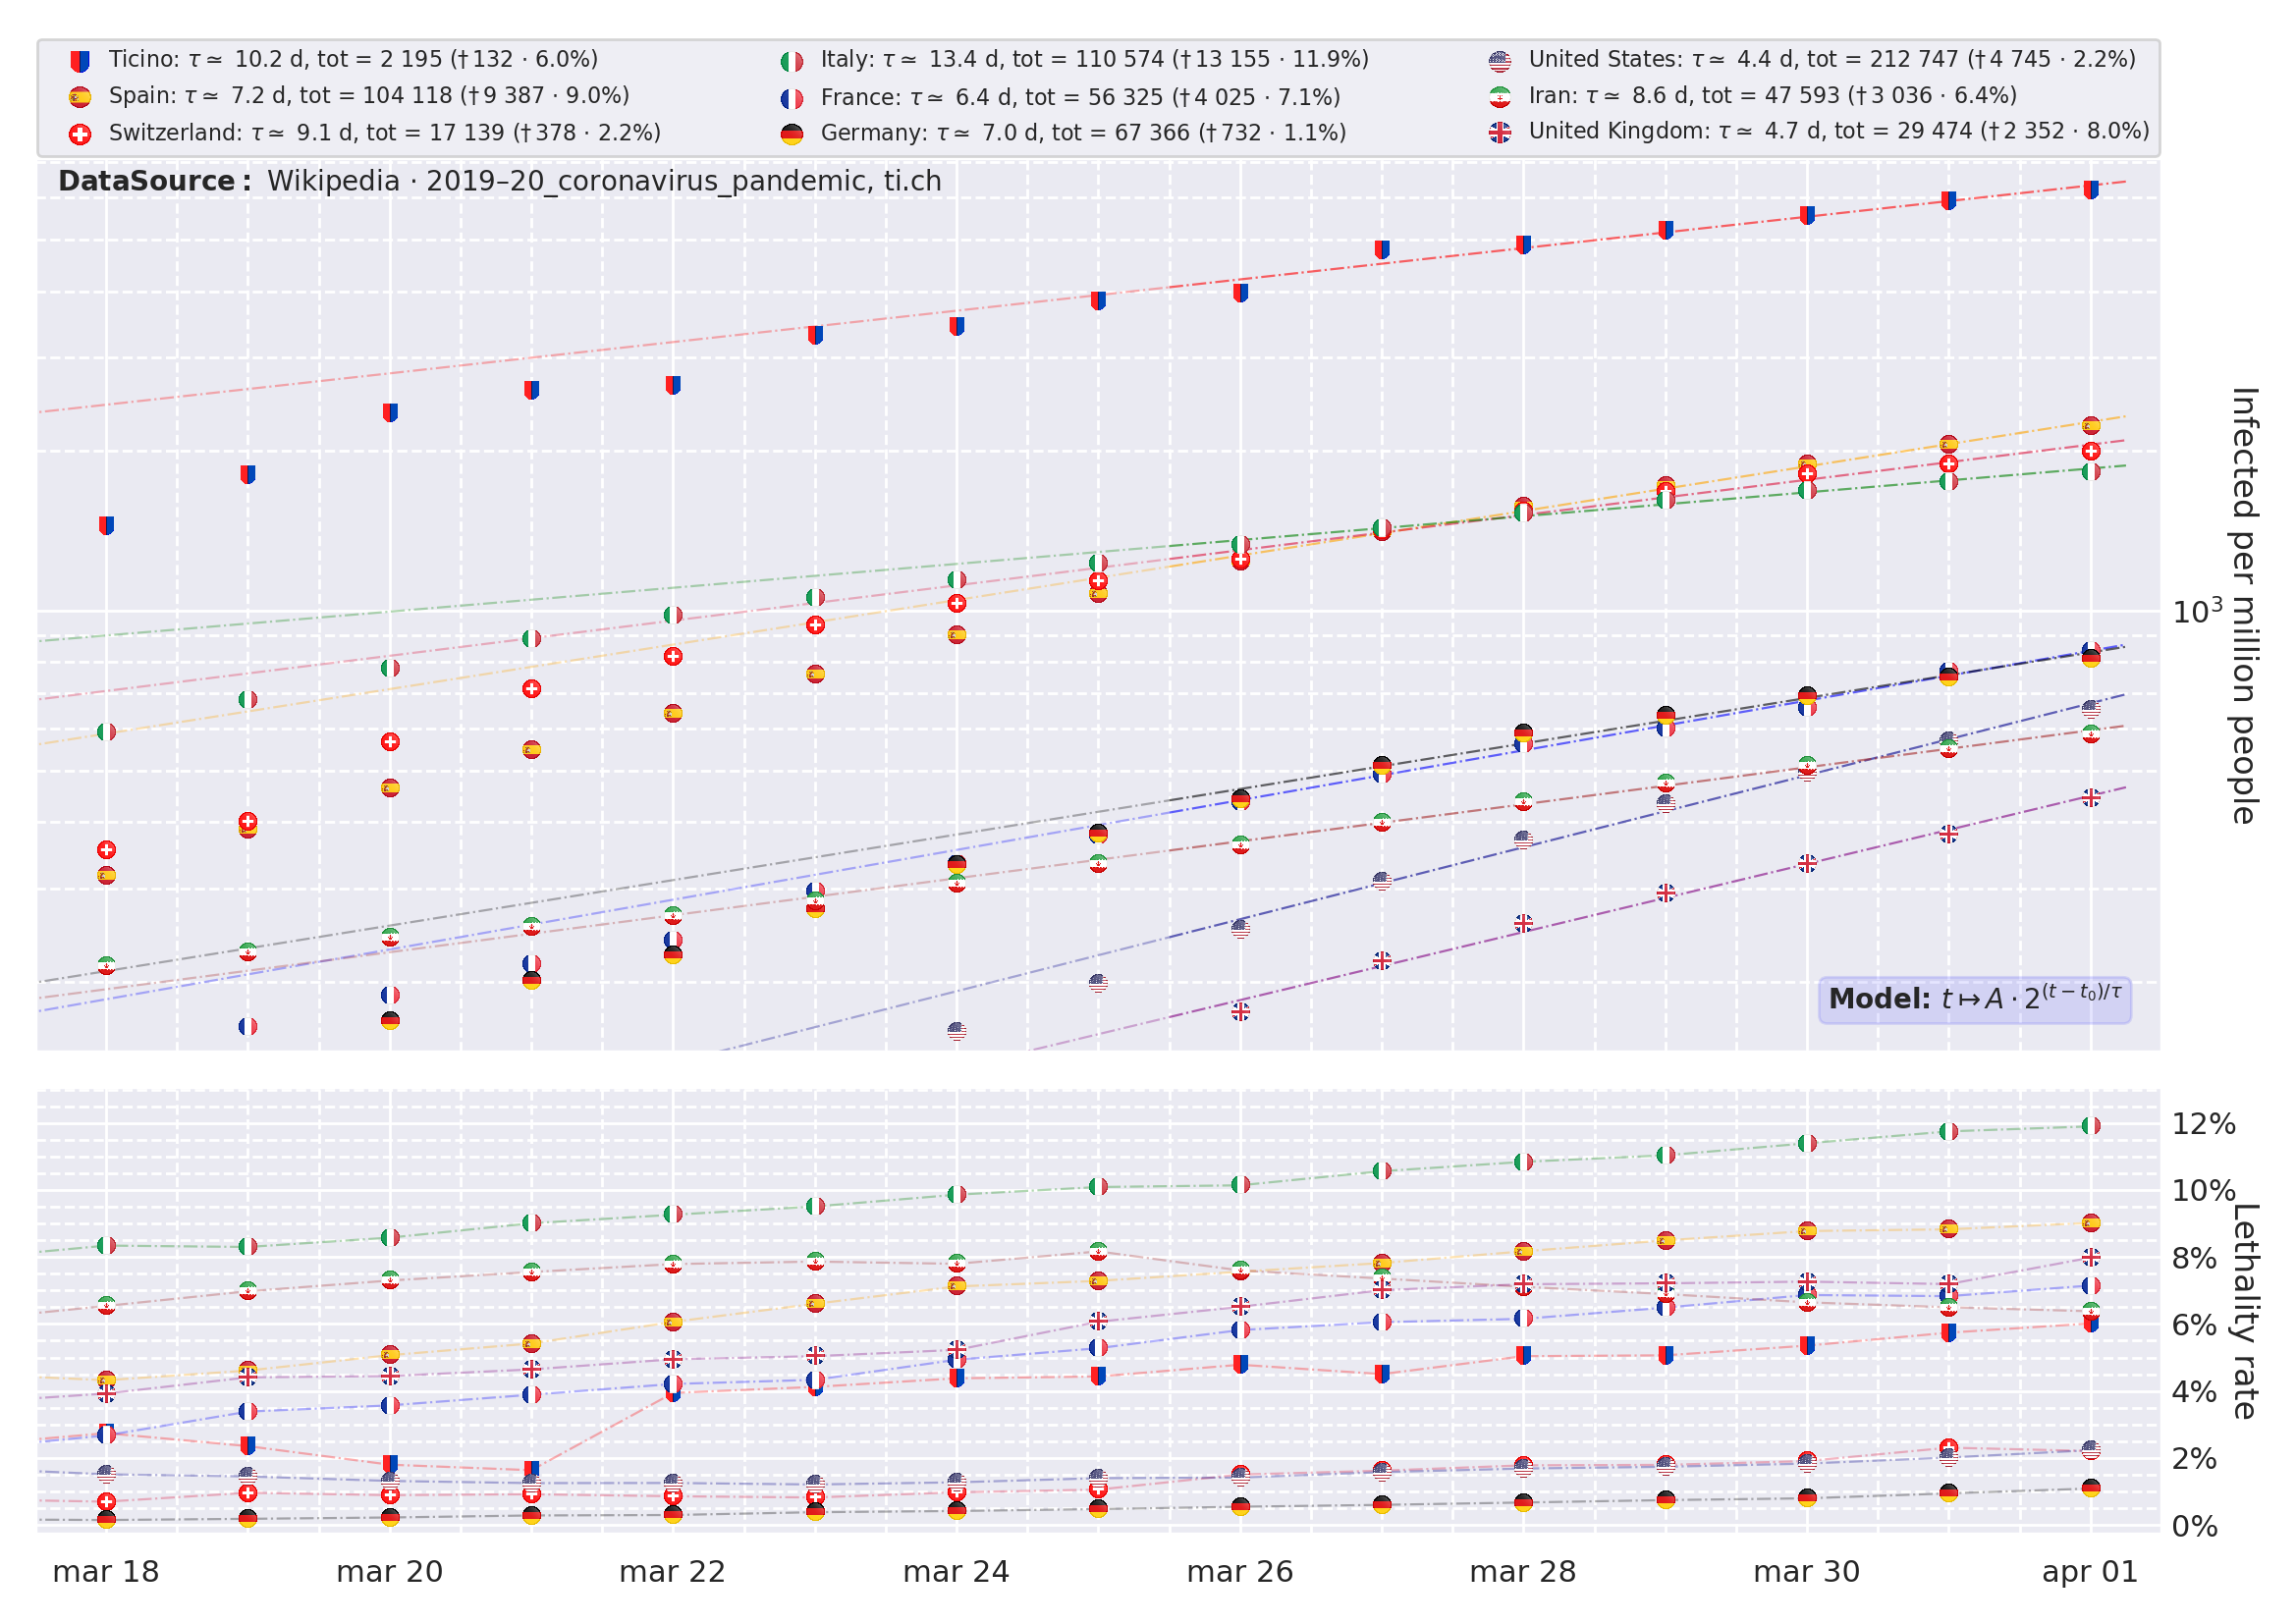 Ticino: τ ≃ 10.2 d, tot = 2 195 (†132 · 6.0%)
Spain: τ ≃ 7.2 d, tot = 104 118 (†9 387 · 9.0%)
Switzerland: τ ≃ 9.1 d, tot = 17 139 (†378 · 2.2%)
Italy: τ ≃ 13.4 d, tot = 110 574 (†13 155 · 11.9%)
France: τ ≃ 6.4 d, tot = 56 325 (†4 025 · 7.1%)
Germany: τ ≃ 7.0 d, tot = 67 366 (†732 · 1.1%)
United States: τ ≃ 4.4 d, tot = 212 747 (†4 745 · 2.2%)
Iran: τ ≃ 8.6 d, tot = 47 593 (†3 036 · 6.4%)
United Kingdom: τ ≃ 4.7 d, tot = 29 474 (†2 352 · 8.0%)
DataSource: Wikipedia · 2019–20_coronavirus_pandemic, ti.ch
10³
Infected per million people
Model: t ↦ A · 2^(t − t₀)/τ
12%
10%
8%
6%
4%
2%
0%
Lethality rate
mar 18
mar 20
mar 22
mar 24
mar 26
mar 28
mar 30
apr 01